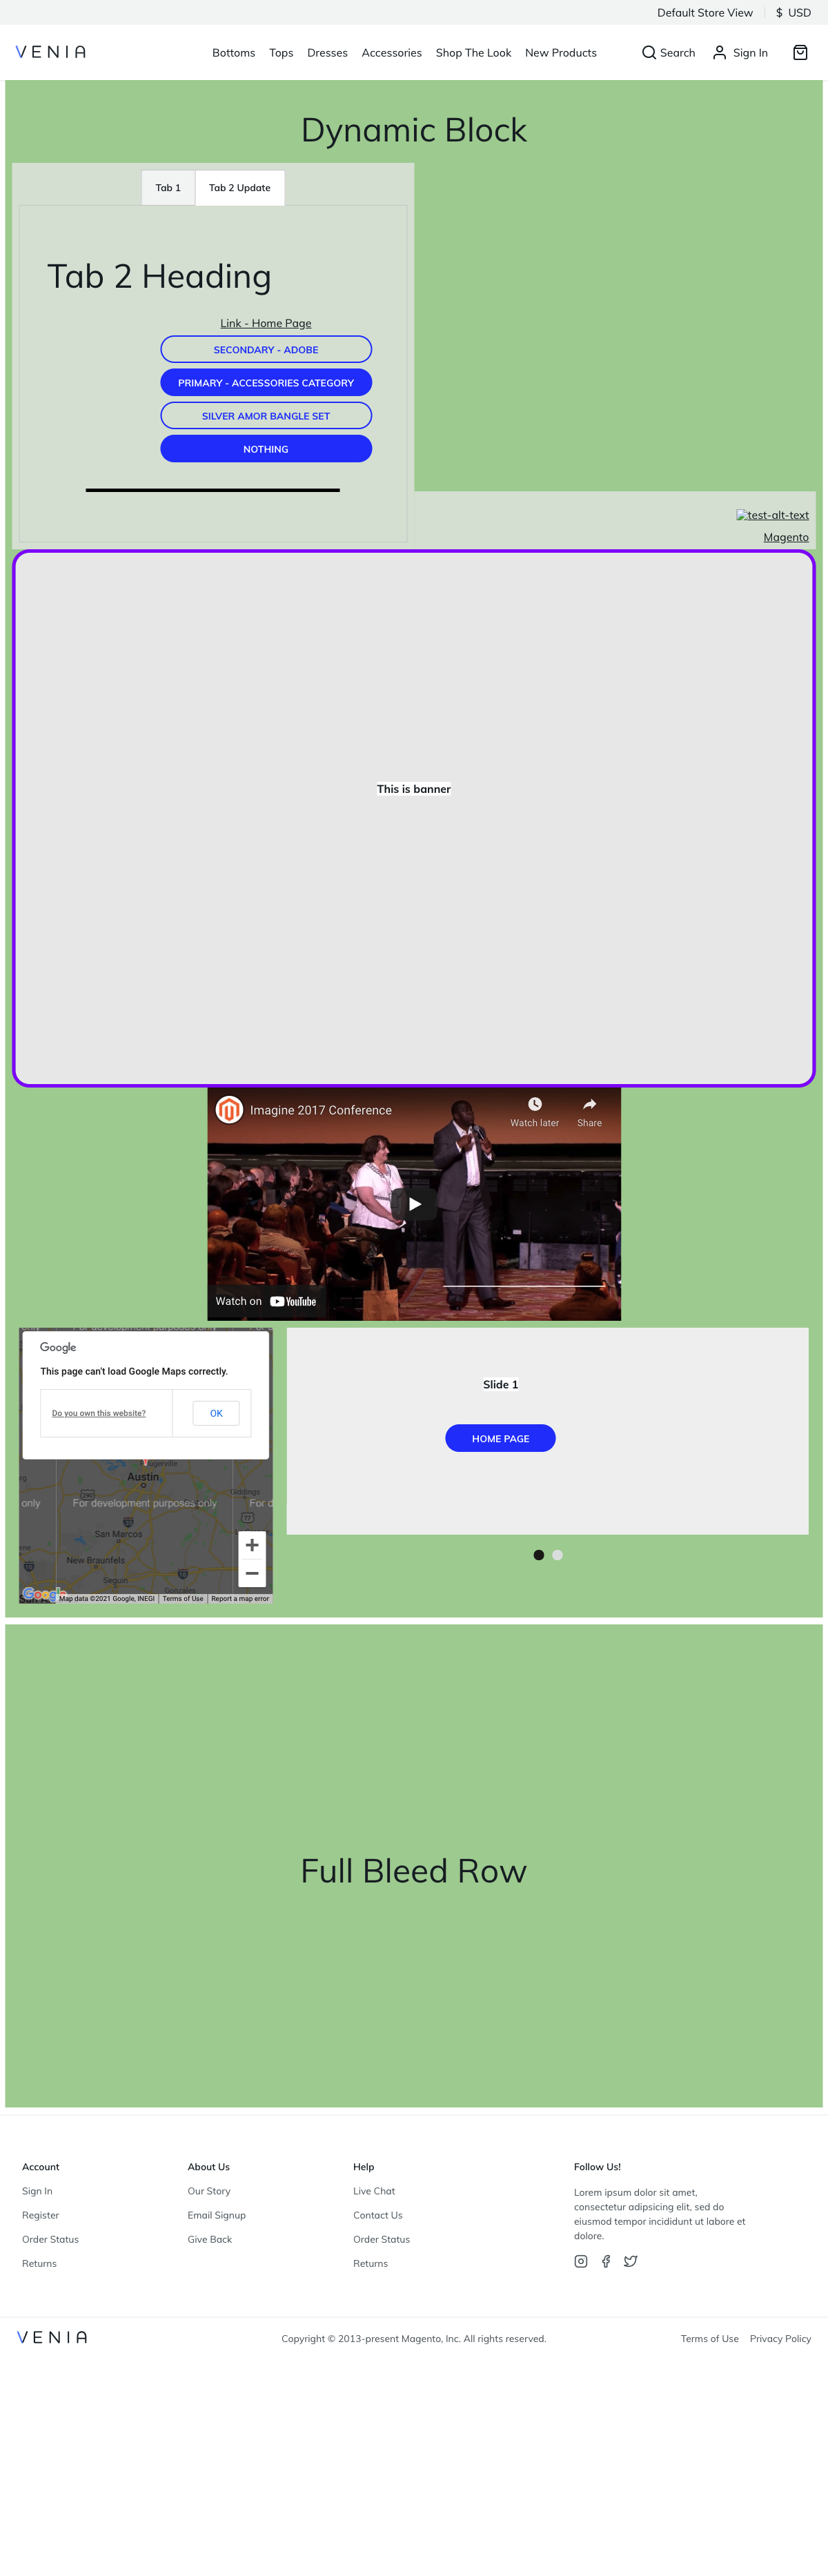 Default Store View
$ USD
VENIA
Bottoms
Tops
Dresses
Accessories
Shop The Look
New Products
Search
Sign In
Dynamic Block
Tab 1
Tab 2 Update
Tab 2 Heading
Link - Home Page
SECONDARY - ADOBE
PRIMARY - ACCESSORIES CATEGORY
SILVER AMOR BANGLE SET
NOTHING
test-alt-text
Magento
This is banner
Imagine 2017 Conference
Watch later
Share
Watch on YouTube
Google
This page can't load Google Maps correctly.
Do you own this website?
OK
Austin
only
For development purposes only
For d
San Marcos
New Braunfels
Seguin
Google
Map data ©2021 Google, INEGI
Terms of Use
Report a map error
Slide 1
HOME PAGE
Full Bleed Row
Account
Sign In
Register
Order Status
Returns
About Us
Our Story
Email Signup
Give Back
Help
Live Chat
Contact Us
Order Status
Returns
Follow Us!
Lorem ipsum dolor sit amet,
consectetur adipsicing elit, sed do
eiusmod tempor incididunt ut labore et
dolore.
VENIA
Copyright © 2013-present Magento, Inc. All rights reserved.
Terms of Use
Privacy Policy